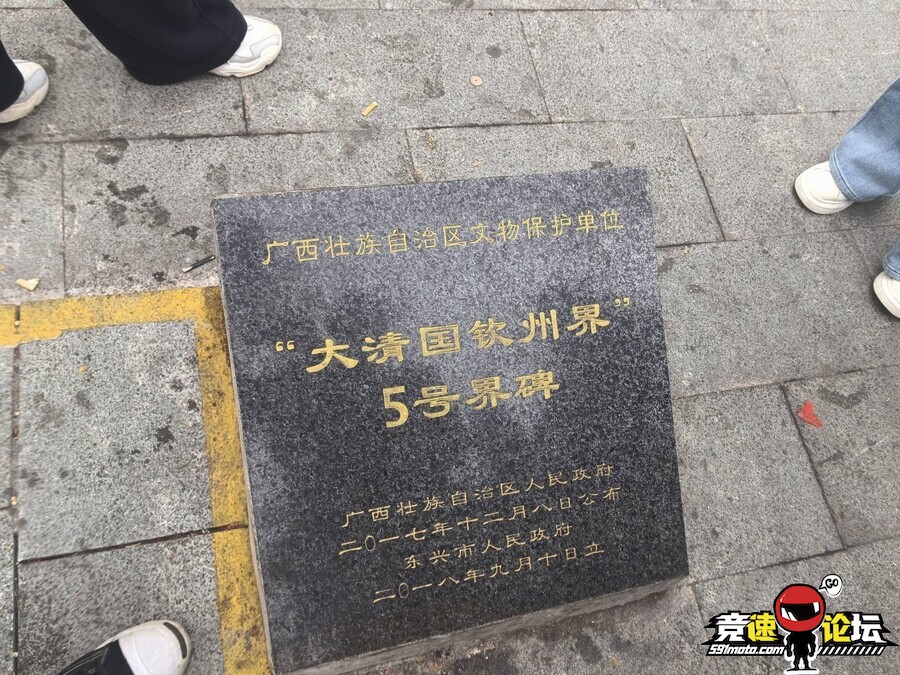 广西壮族自治区文物保护单位
“大清国钦州界”
5号界碑
广西壮族自治区人民政府
二〇一七年十二月八日公布
东兴市人民政府
二〇一八年九月十日立
GO
竞速论坛
591moto.com